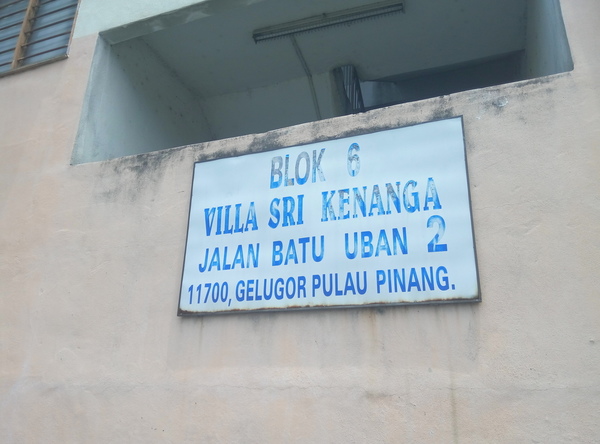 BLOK 6
VILLA SRI KENANGA
JALAN BATU UBAN 2
11700, GELUGOR PULAU PINANG.